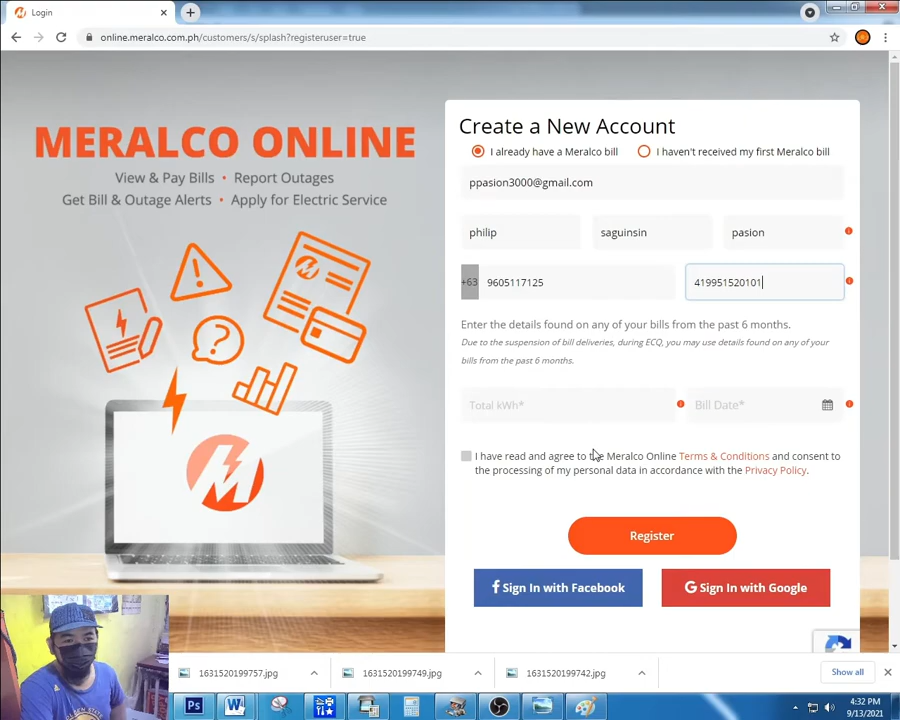 Login
online.meralco.com.ph/customers/s/splash?registeruser=true
MERALCO ONLINE
View & Pay Bills • Report Outages
Get Bill & Outage Alerts • Apply for Electric Service
Create a New Account
I already have a Meralco bill
I haven't received my first Meralco bill
ppasion3000@gmail.com
philip
saguinsin
pasion
+63
9605117125
419951520101
Enter the details found on any of your bills from the past 6 months.
Due to the suspension of bill deliveries, during ECQ, you may use details found on any of your
bills from the past 6 months.
Total kWh*
Bill Date*
I have read and agree to the Meralco Online Terms & Conditions and consent to
the processing of my personal data in accordance with the Privacy Policy.
Register
f Sign In with Facebook
G Sign In with Google
1631520199757.jpg
1631520199749.jpg
1631520199742.jpg
Show all
Ps
W
4:32 PM
9/13/2021